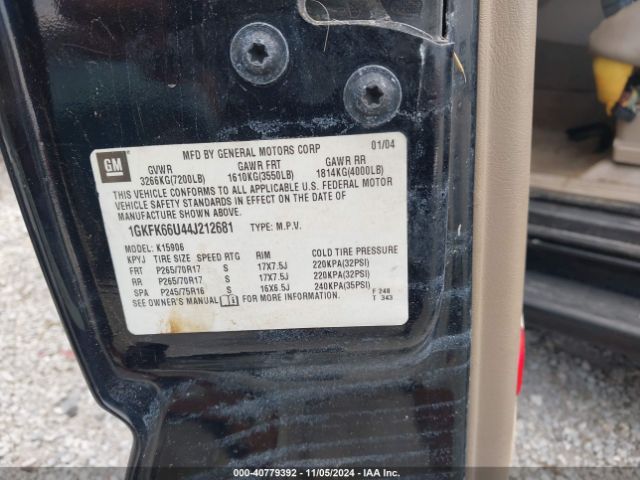 GM
MFD BY GENERAL MOTORS CORP 01/04
GVWR GAWR FRT GAWR RR
3266KG(7200LB) 1610KG(3550LB) 1814KG(4000LB)
THIS VEHICLE CONFORMS TO ALL APPLICABLE U.S. FEDERAL MOTOR
VEHICLE SAFETY STANDARDS IN EFFECT ON THE DATE OF
MANUFACTURE SHOWN ABOVE.
1GKFK66U44J212681 TYPE: M.P.V.
MODEL: K15906
KPYJ TIRE SIZE SPEED RTG RIM COLD TIRE PRESSURE
FRT P265/70R17 S 17X7.5J 220KPA(32PSI)
RR P265/70R17 S 17X7.5J 220KPA(32PSI)
SPA P245/75R16 S 16X6.5J 240KPA(35PSI)
SEE OWNER'S MANUAL FOR MORE INFORMATION. F 248
T 343
000-40779392 - 11/05/2024 - IAA Inc.